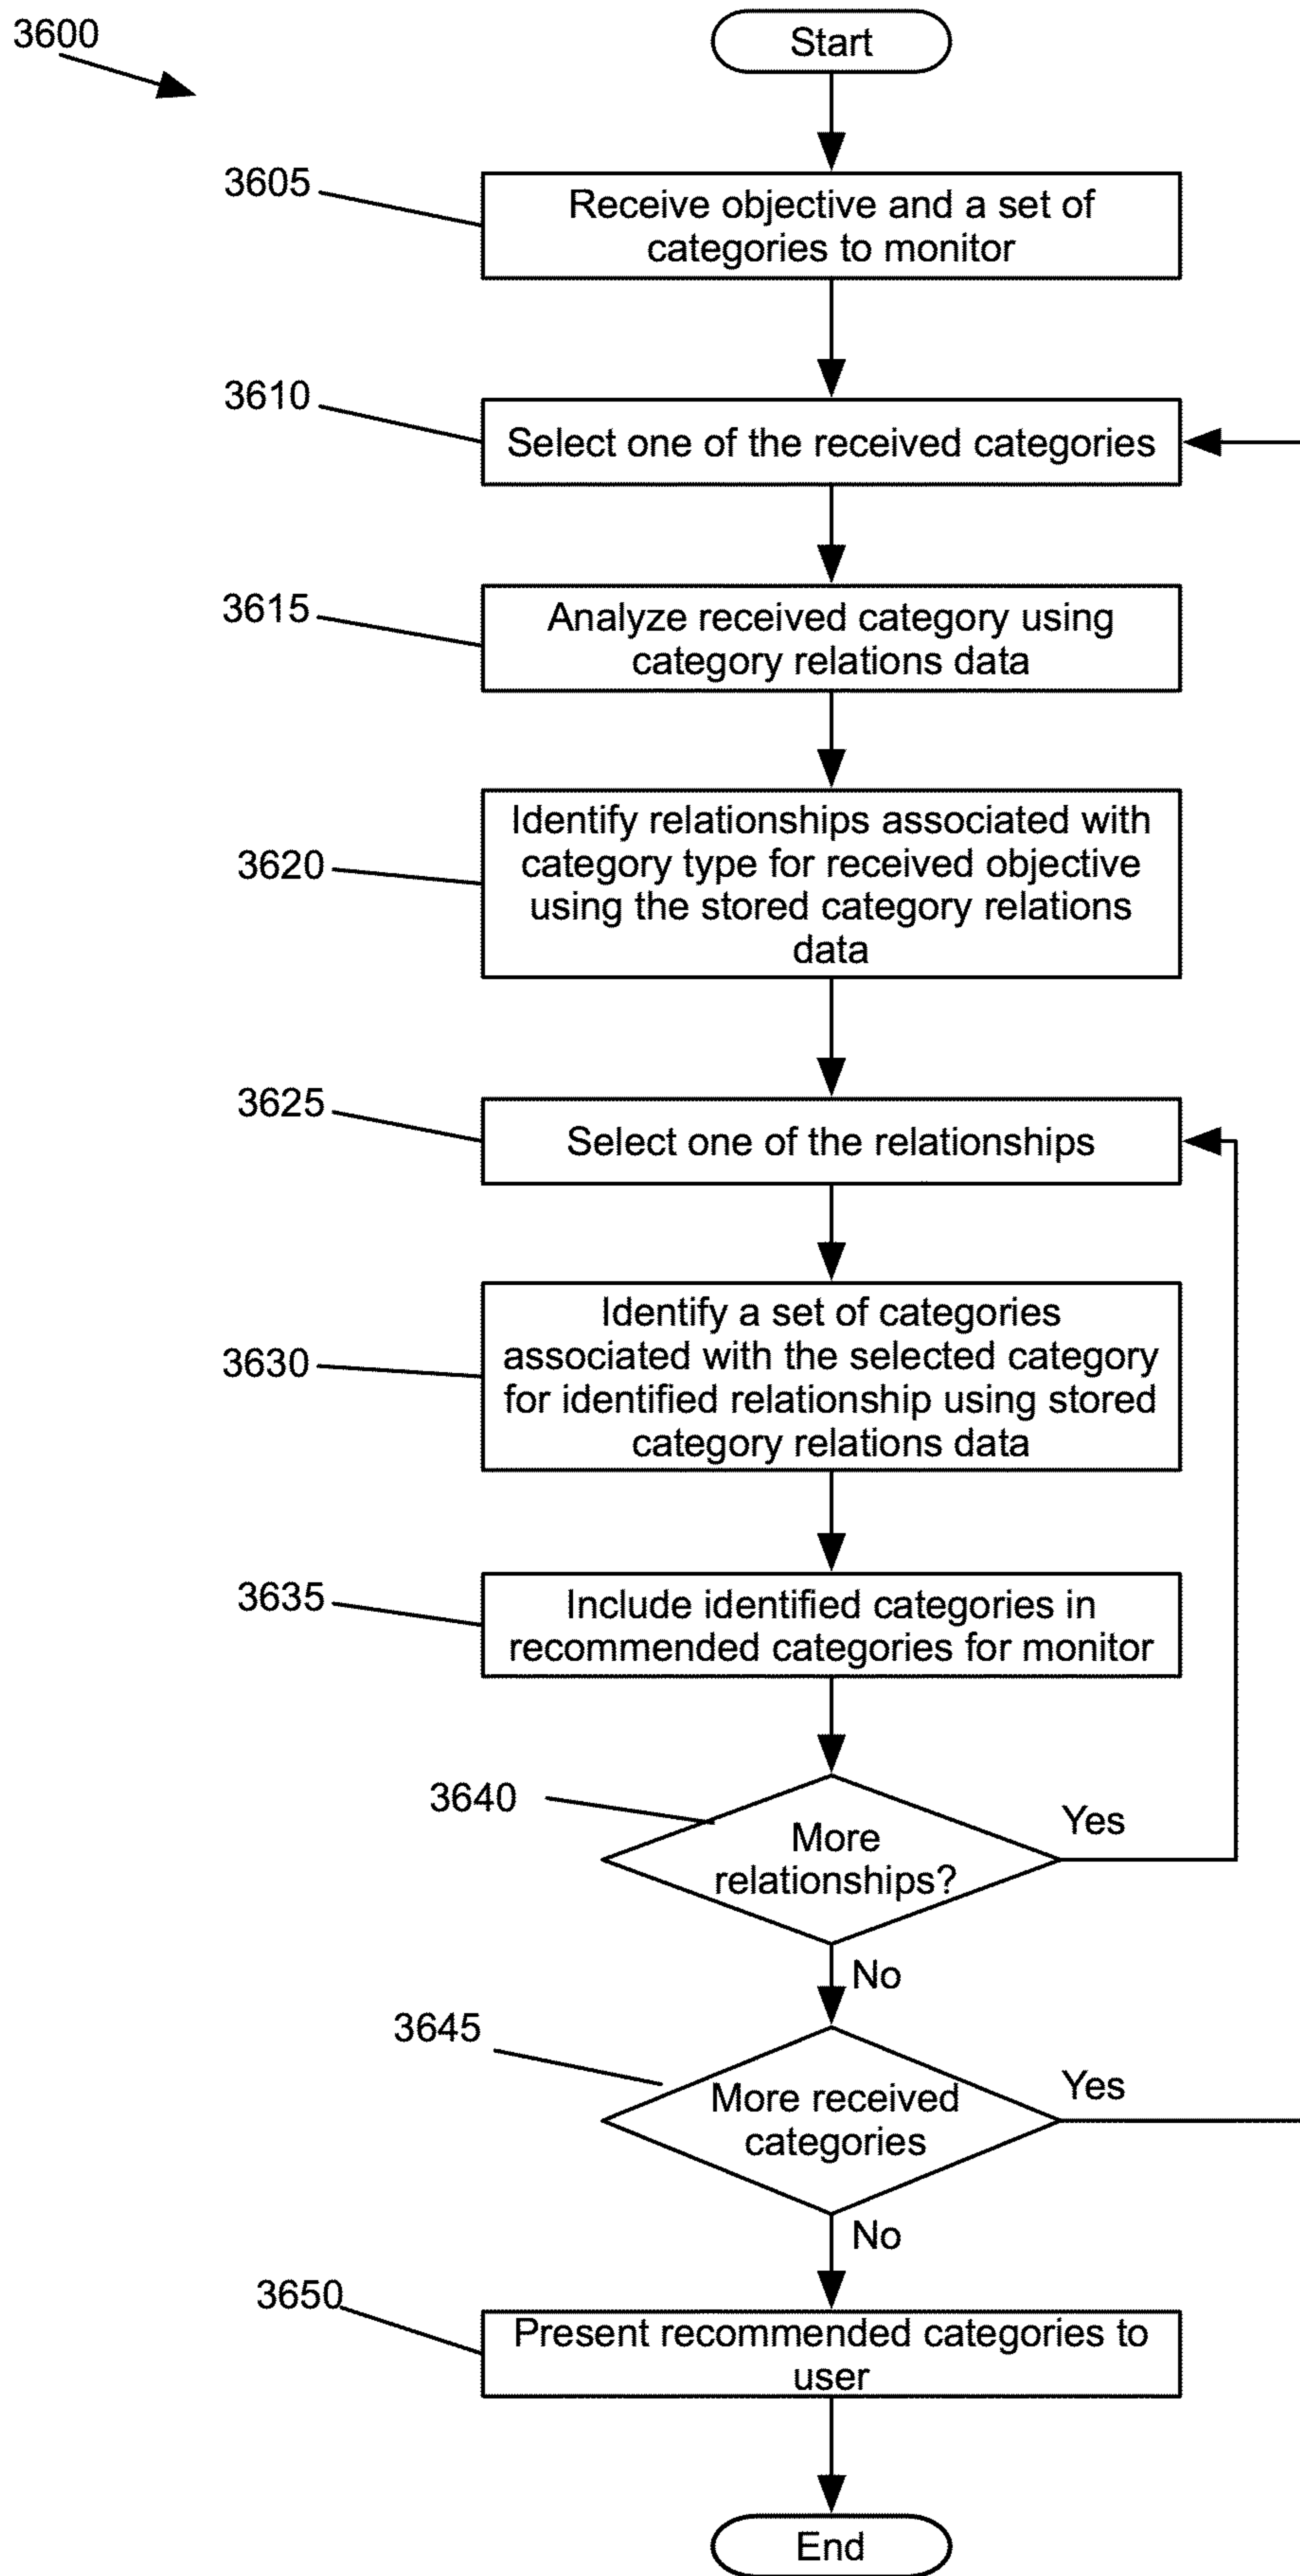 3600
Start
3605
Receive objective and a set of
categories to monitor
3610
Select one of the received categories
3615
Analyze received category using
category relations data
3620
Identify relationships associated with
category type for received objective
using the stored category relations
data
3625
Select one of the relationships
3630
Identify a set of categories
associated with the selected category
for identified relationship using stored
category relations data
3635
Include identified categories in
recommended categories for monitor
3640
More
relationships?
Yes
No
3645
More received
categories
Yes
No
3650
Present recommended categories to
user
End